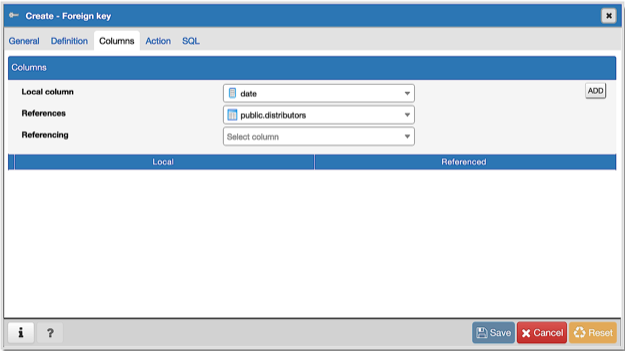 Create - Foreign key
General Definition Columns Action SQL
Columns
Local column date ADD
References public.distributors
Referencing Select column
Local Referenced
i ? Save Cancel Reset